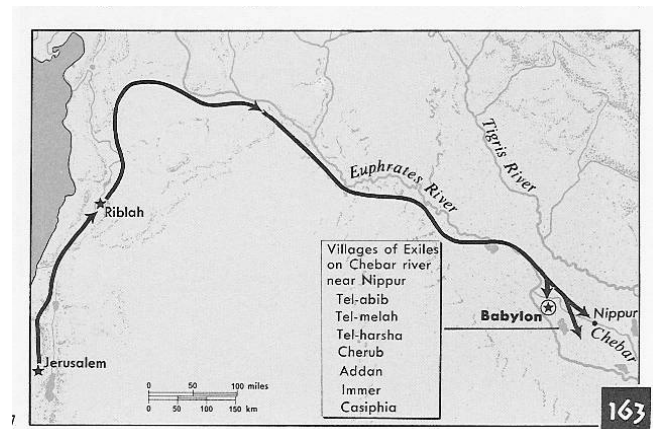 Euphrates River
Tigris River
Riblah
Villages of Exiles
on Chebar river
near Nippur
Tel-abib
Tel-melah
Tel-harsha
Cherub
Addan
Immer
Casiphia
Babylon
Nippur
Chebar
Jerusalem
0 50 100 miles
0 50 100 150 km
163
7